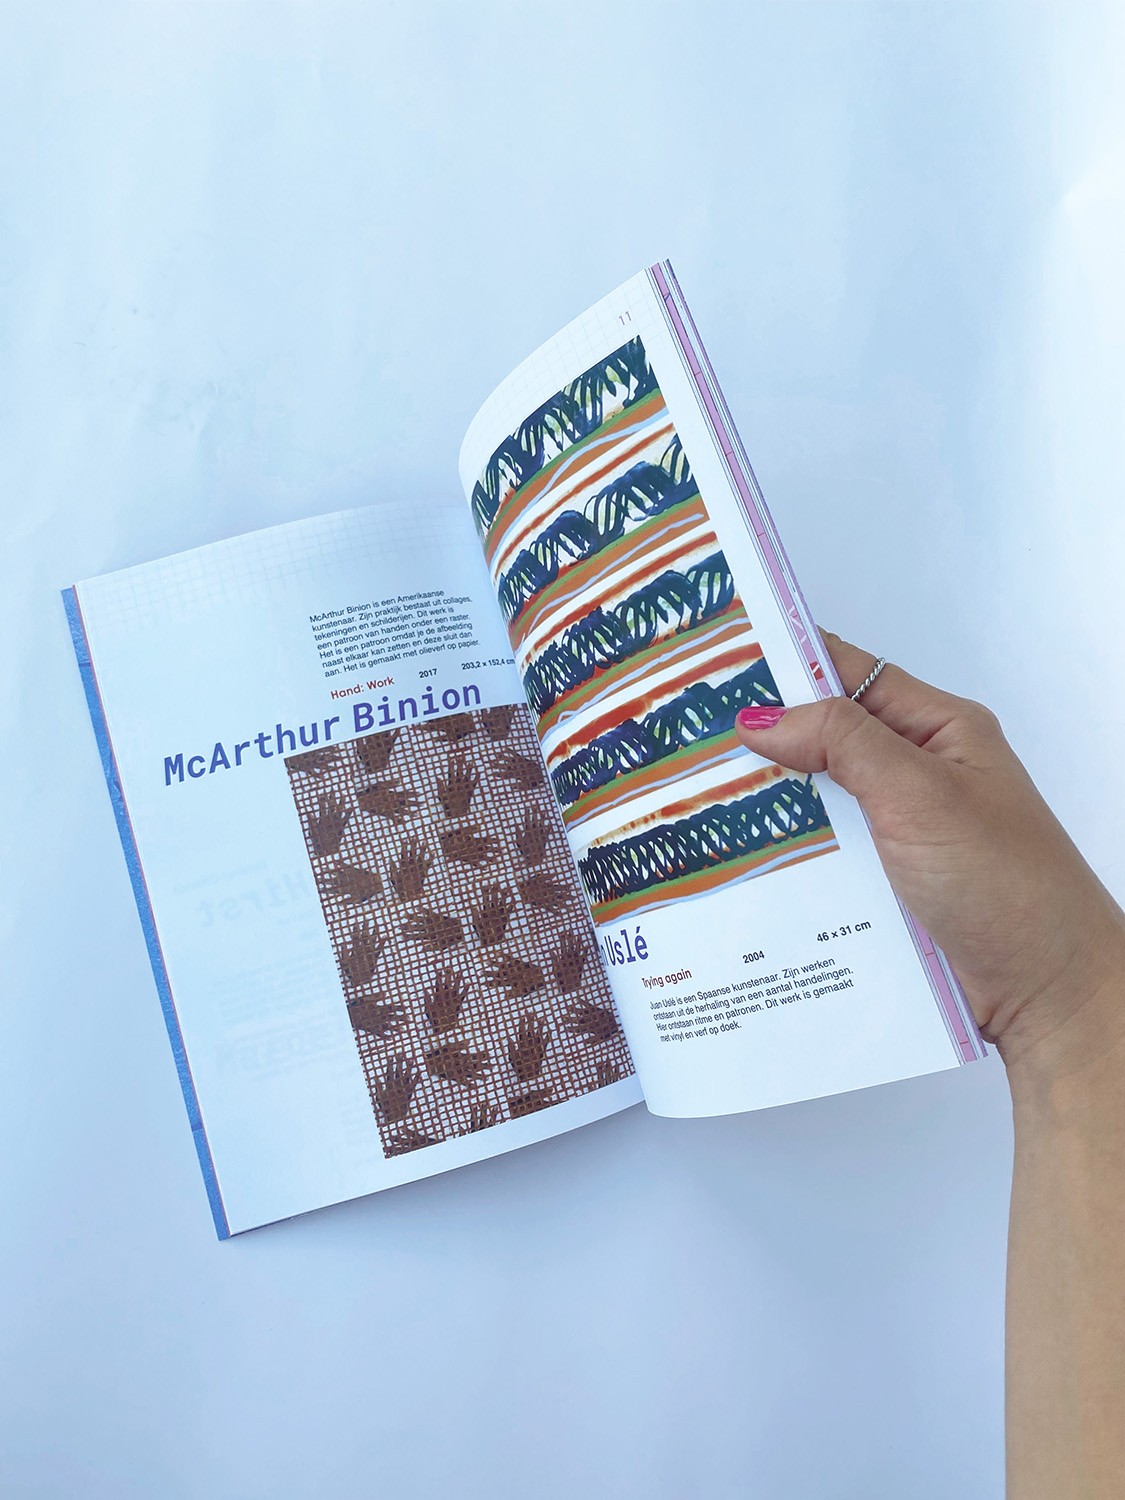 McArthur Binion is een Amerikaanse
kunstenaar. Zijn praktijk bestaat uit collages,
tekeningen en schilderijen. Dit werk is
een patroon van handen onder een raster.
Het is een patroon omdat je de afbeelding
naast elkaar kan zetten en deze sluit dan
aan. Het is gemaakt met olieverf op papier.
Hand: Work 2017 203,2 x 152,4 cm
McArthur Binion
11
Uslé
Trying again 2004 46 x 31 cm
Juan Uslé is een Spaanse kunstenaar. Zijn werken
ontstaan uit de herhaling van een aantal handelingen.
Hier ontstaan ritme en patronen. Dit werk is gemaakt
met vinyl en verf op doek.